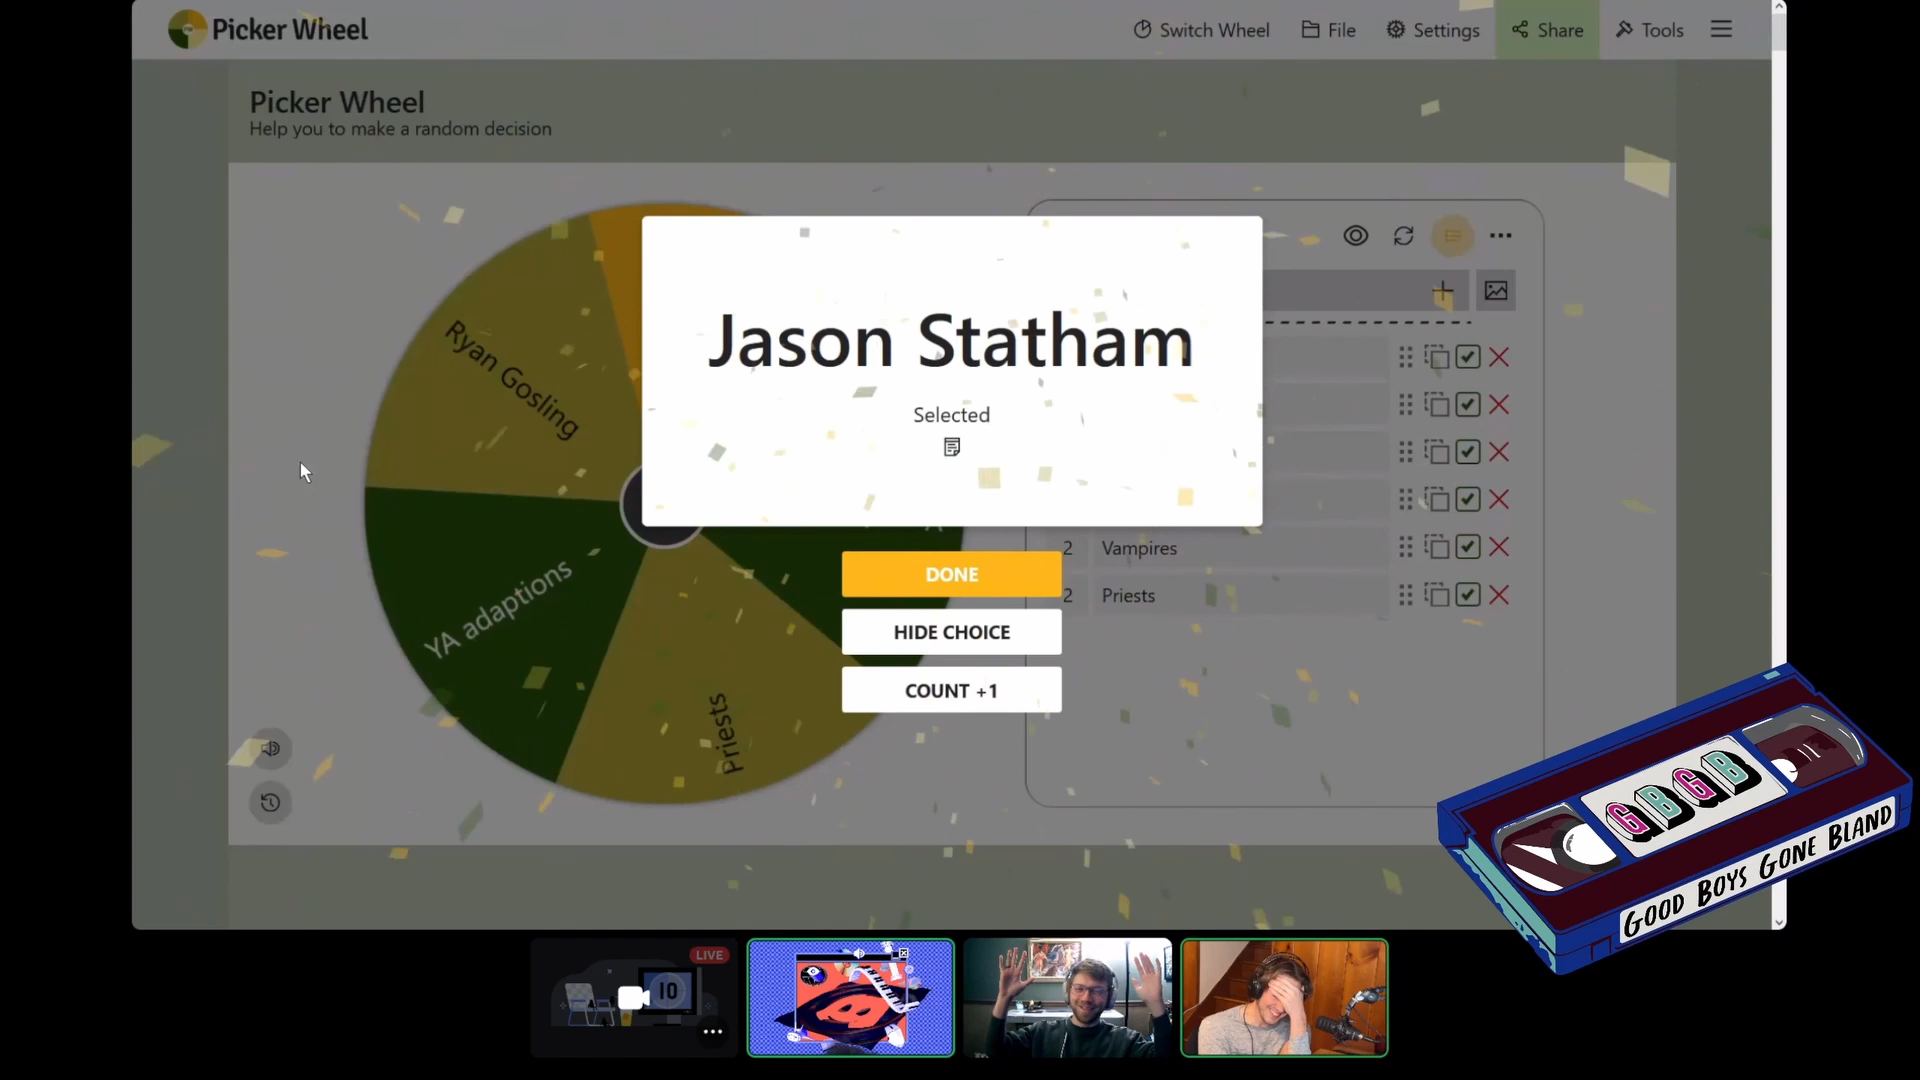 Picker Wheel
Switch Wheel
File
Settings
Share
Tools
Picker Wheel
Help you to make a random decision
Ryan Gosling
YA adaptions
Priests
Jason Statham
Selected
DONE
HIDE CHOICE
COUNT +1
2 Vampires
2 Priests
LIVE
10
GBGB
GOOD BOYS GONE BLAND